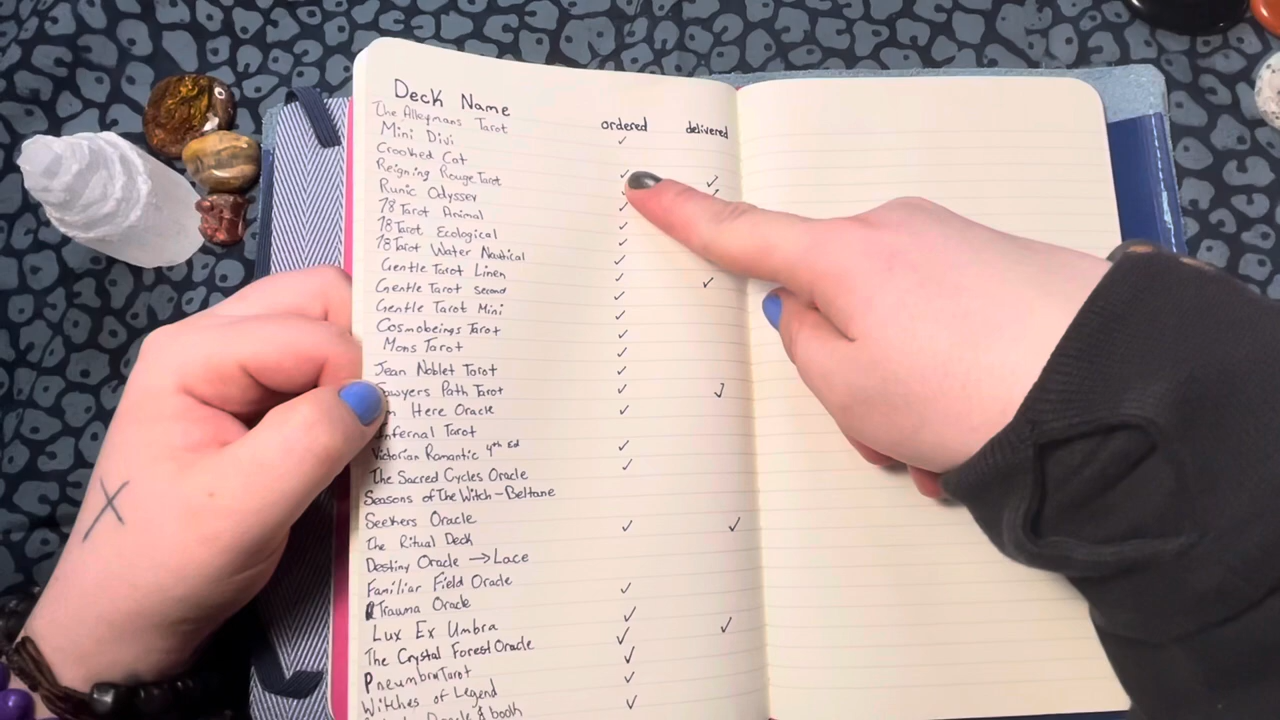 Deck Name ordered delivered
The Alleymans Tarot ✓
Mini Divi
Crooked Cat ✓ ✓
Reigning Rouge Tarot ✓ ✓
Runic Odyssey ✓
78 Tarot Animal ✓
78 Tarot Ecological ✓
78 Tarot Water Nautical ✓
Gentle Tarot Linen ✓ ✓
Gentle Tarot Second ✓
Gentle Tarot Mini ✓
Cosmobeings Tarot ✓
Mons Tarot ✓
Jean Noblet Tarot ✓
Sawyers Path Tarot ✓ ✓
Here Oracle ✓
Infernal Tarot
Victorian Romantic 4th Ed ✓
The Sacred Cycles Oracle ✓
Seasons of The Witch - Beltane
Seekers Oracle ✓ ✓
The Ritual Deck
Destiny Oracle → Lace
Familiar Field Oracle ✓
Trauma Oracle ✓
Lux Ex Umbra ✓ ✓
The Crystal Forest Oracle ✓
Pneumbra Tarot ✓
Witches of Legend ✓
Oracle & book